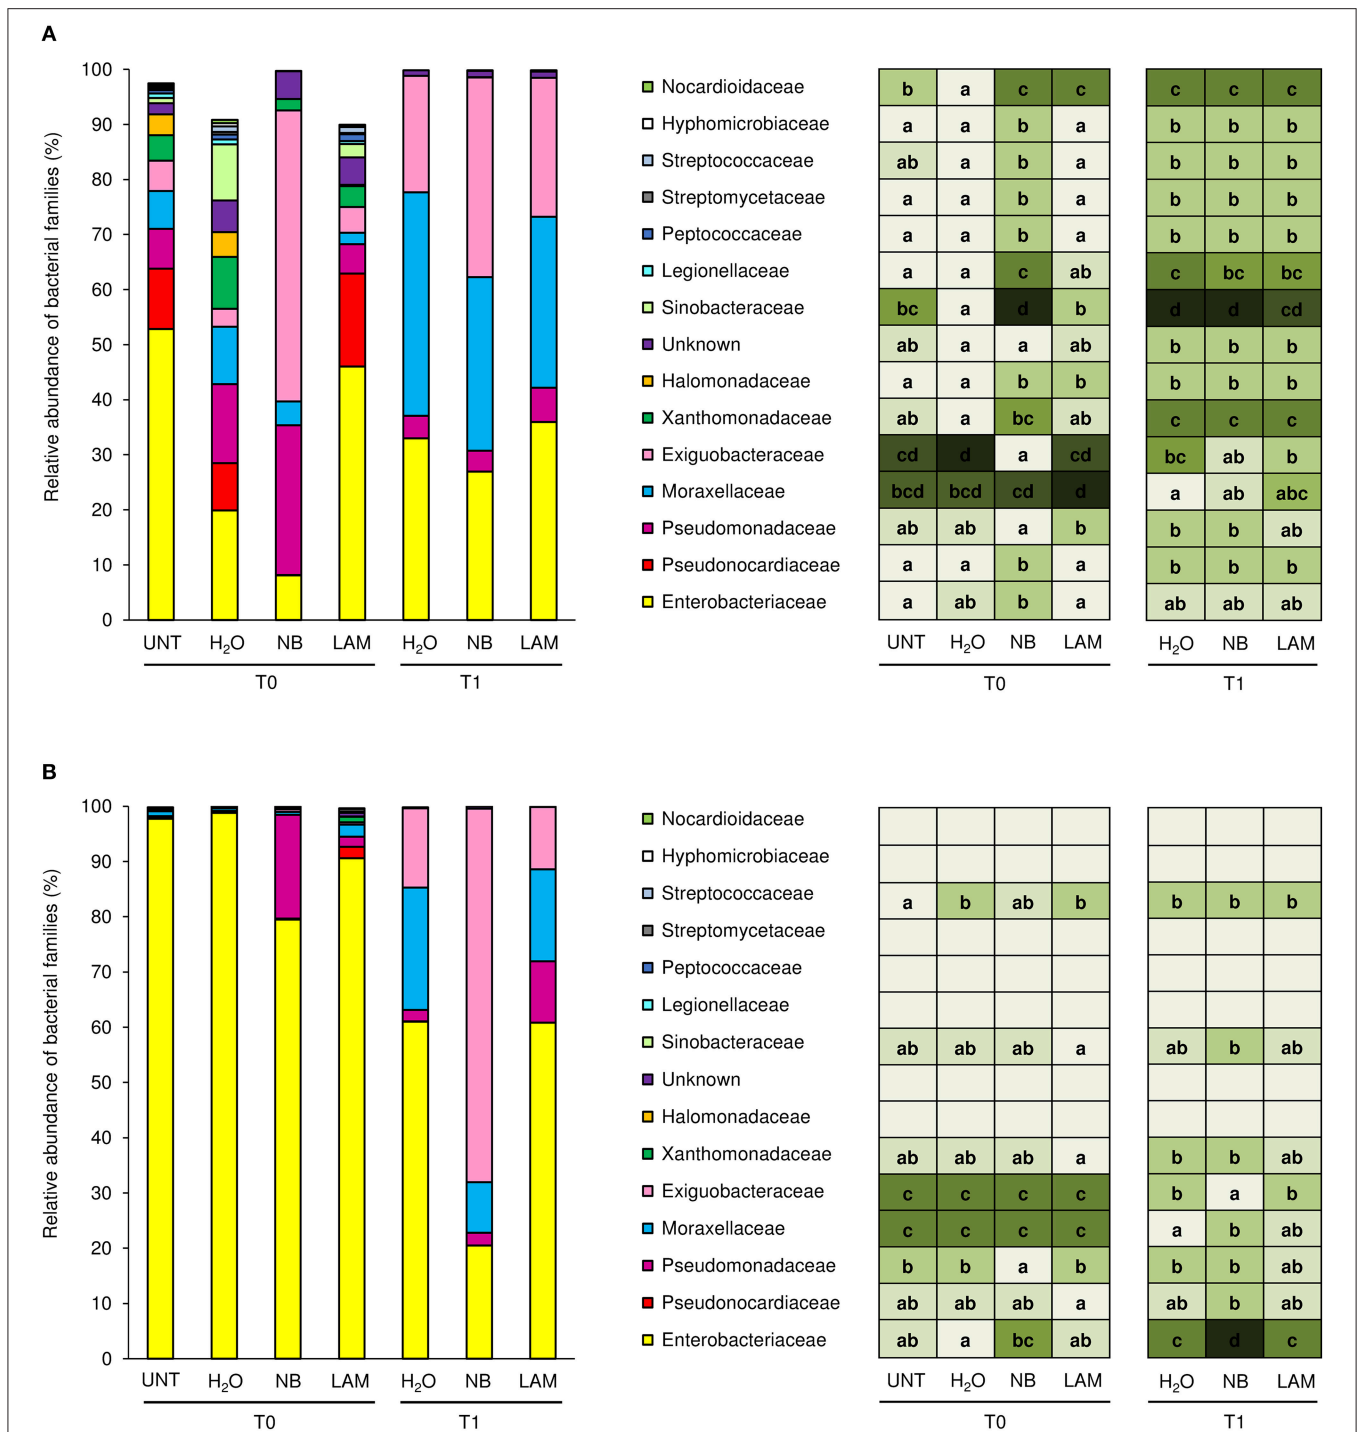 A
Relative abundance of bacterial families (%)
100
90
80
70
60
50
40
30
20
10
0
UNT H₂O NB LAM H₂O NB LAM
T0 T1
Nocardioidaceae b a c c c c c
Hyphomicrobiaceae a a b a b b b
Streptococcaceae ab a b a b b b
Streptomycetaceae a a b a b b b
Peptococcaceae a a b a b b b
Legionellaceae a a c ab c bc bc
Sinobacteraceae bc a d b d d cd
Unknown ab a a ab b b b
Halomonadaceae a a b b b b b
Xanthomonadaceae ab a bc ab c c c
Exiguobacteraceae cd d a cd bc ab b
Moraxellaceae bcd bcd cd d a ab abc
Pseudomonadaceae ab ab a b b b ab
Pseudonocardiaceae a a b a b b b
Enterobacteriaceae a ab b a ab ab ab
UNT H₂O NB LAM H₂O NB LAM
T0 T1
B
Relative abundance of bacterial families (%)
100
90
80
70
60
50
40
30
20
10
0
UNT H₂O NB LAM H₂O NB LAM
T0 T1
Nocardioidaceae
Hyphomicrobiaceae
Streptococcaceae a b ab b b b b
Streptomycetaceae
Peptococcaceae
Legionellaceae
Sinobacteraceae ab ab ab a ab b ab
Unknown
Halomonadaceae
Xanthomonadaceae ab ab ab a b b ab
Exiguobacteraceae c c c c b a b
Moraxellaceae c c c c a b ab
Pseudomonadaceae b b a b b b ab
Pseudonocardiaceae ab ab ab a ab b ab
Enterobacteriaceae ab a bc ab c d c
UNT H₂O NB LAM H₂O NB LAM
T0 T1